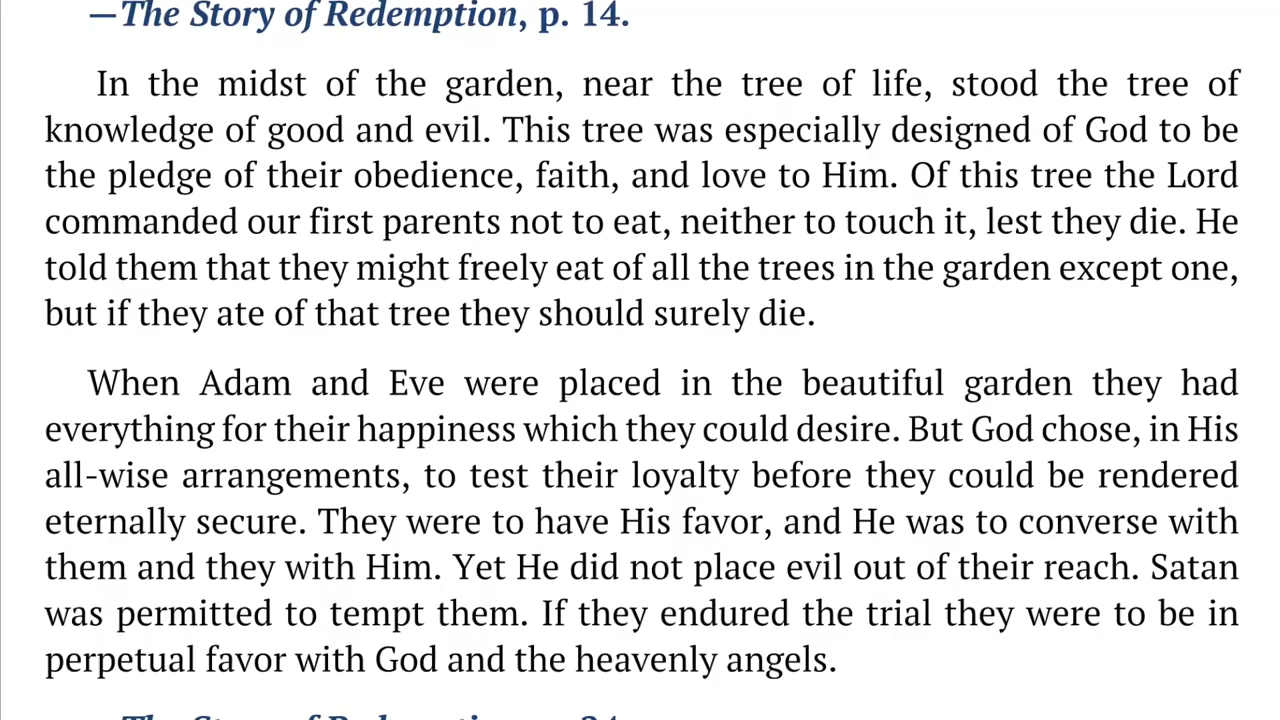 —The Story of Redemption, p. 14.
In the midst of the garden, near the tree of life, stood the tree of
knowledge of good and evil. This tree was especially designed of God to be
the pledge of their obedience, faith, and love to Him. Of this tree the Lord
commanded our first parents not to eat, neither to touch it, lest they die. He
told them that they might freely eat of all the trees in the garden except one,
but if they ate of that tree they should surely die.
When Adam and Eve were placed in the beautiful garden they had
everything for their happiness which they could desire. But God chose, in His
all-wise arrangements, to test their loyalty before they could be rendered
eternally secure. They were to have His favor, and He was to converse with
them and they with Him. Yet He did not place evil out of their reach. Satan
was permitted to tempt them. If they endured the trial they were to be in
perpetual favor with God and the heavenly angels.
—The Story of Redemption, p. 24.